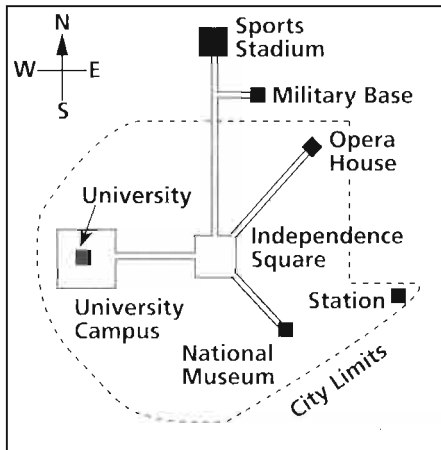 N
Sports
Stadium
W
E
S
Military Base
Opera
House
University
Independence
Square
University
Campus
Station
National
Museum
City Limits